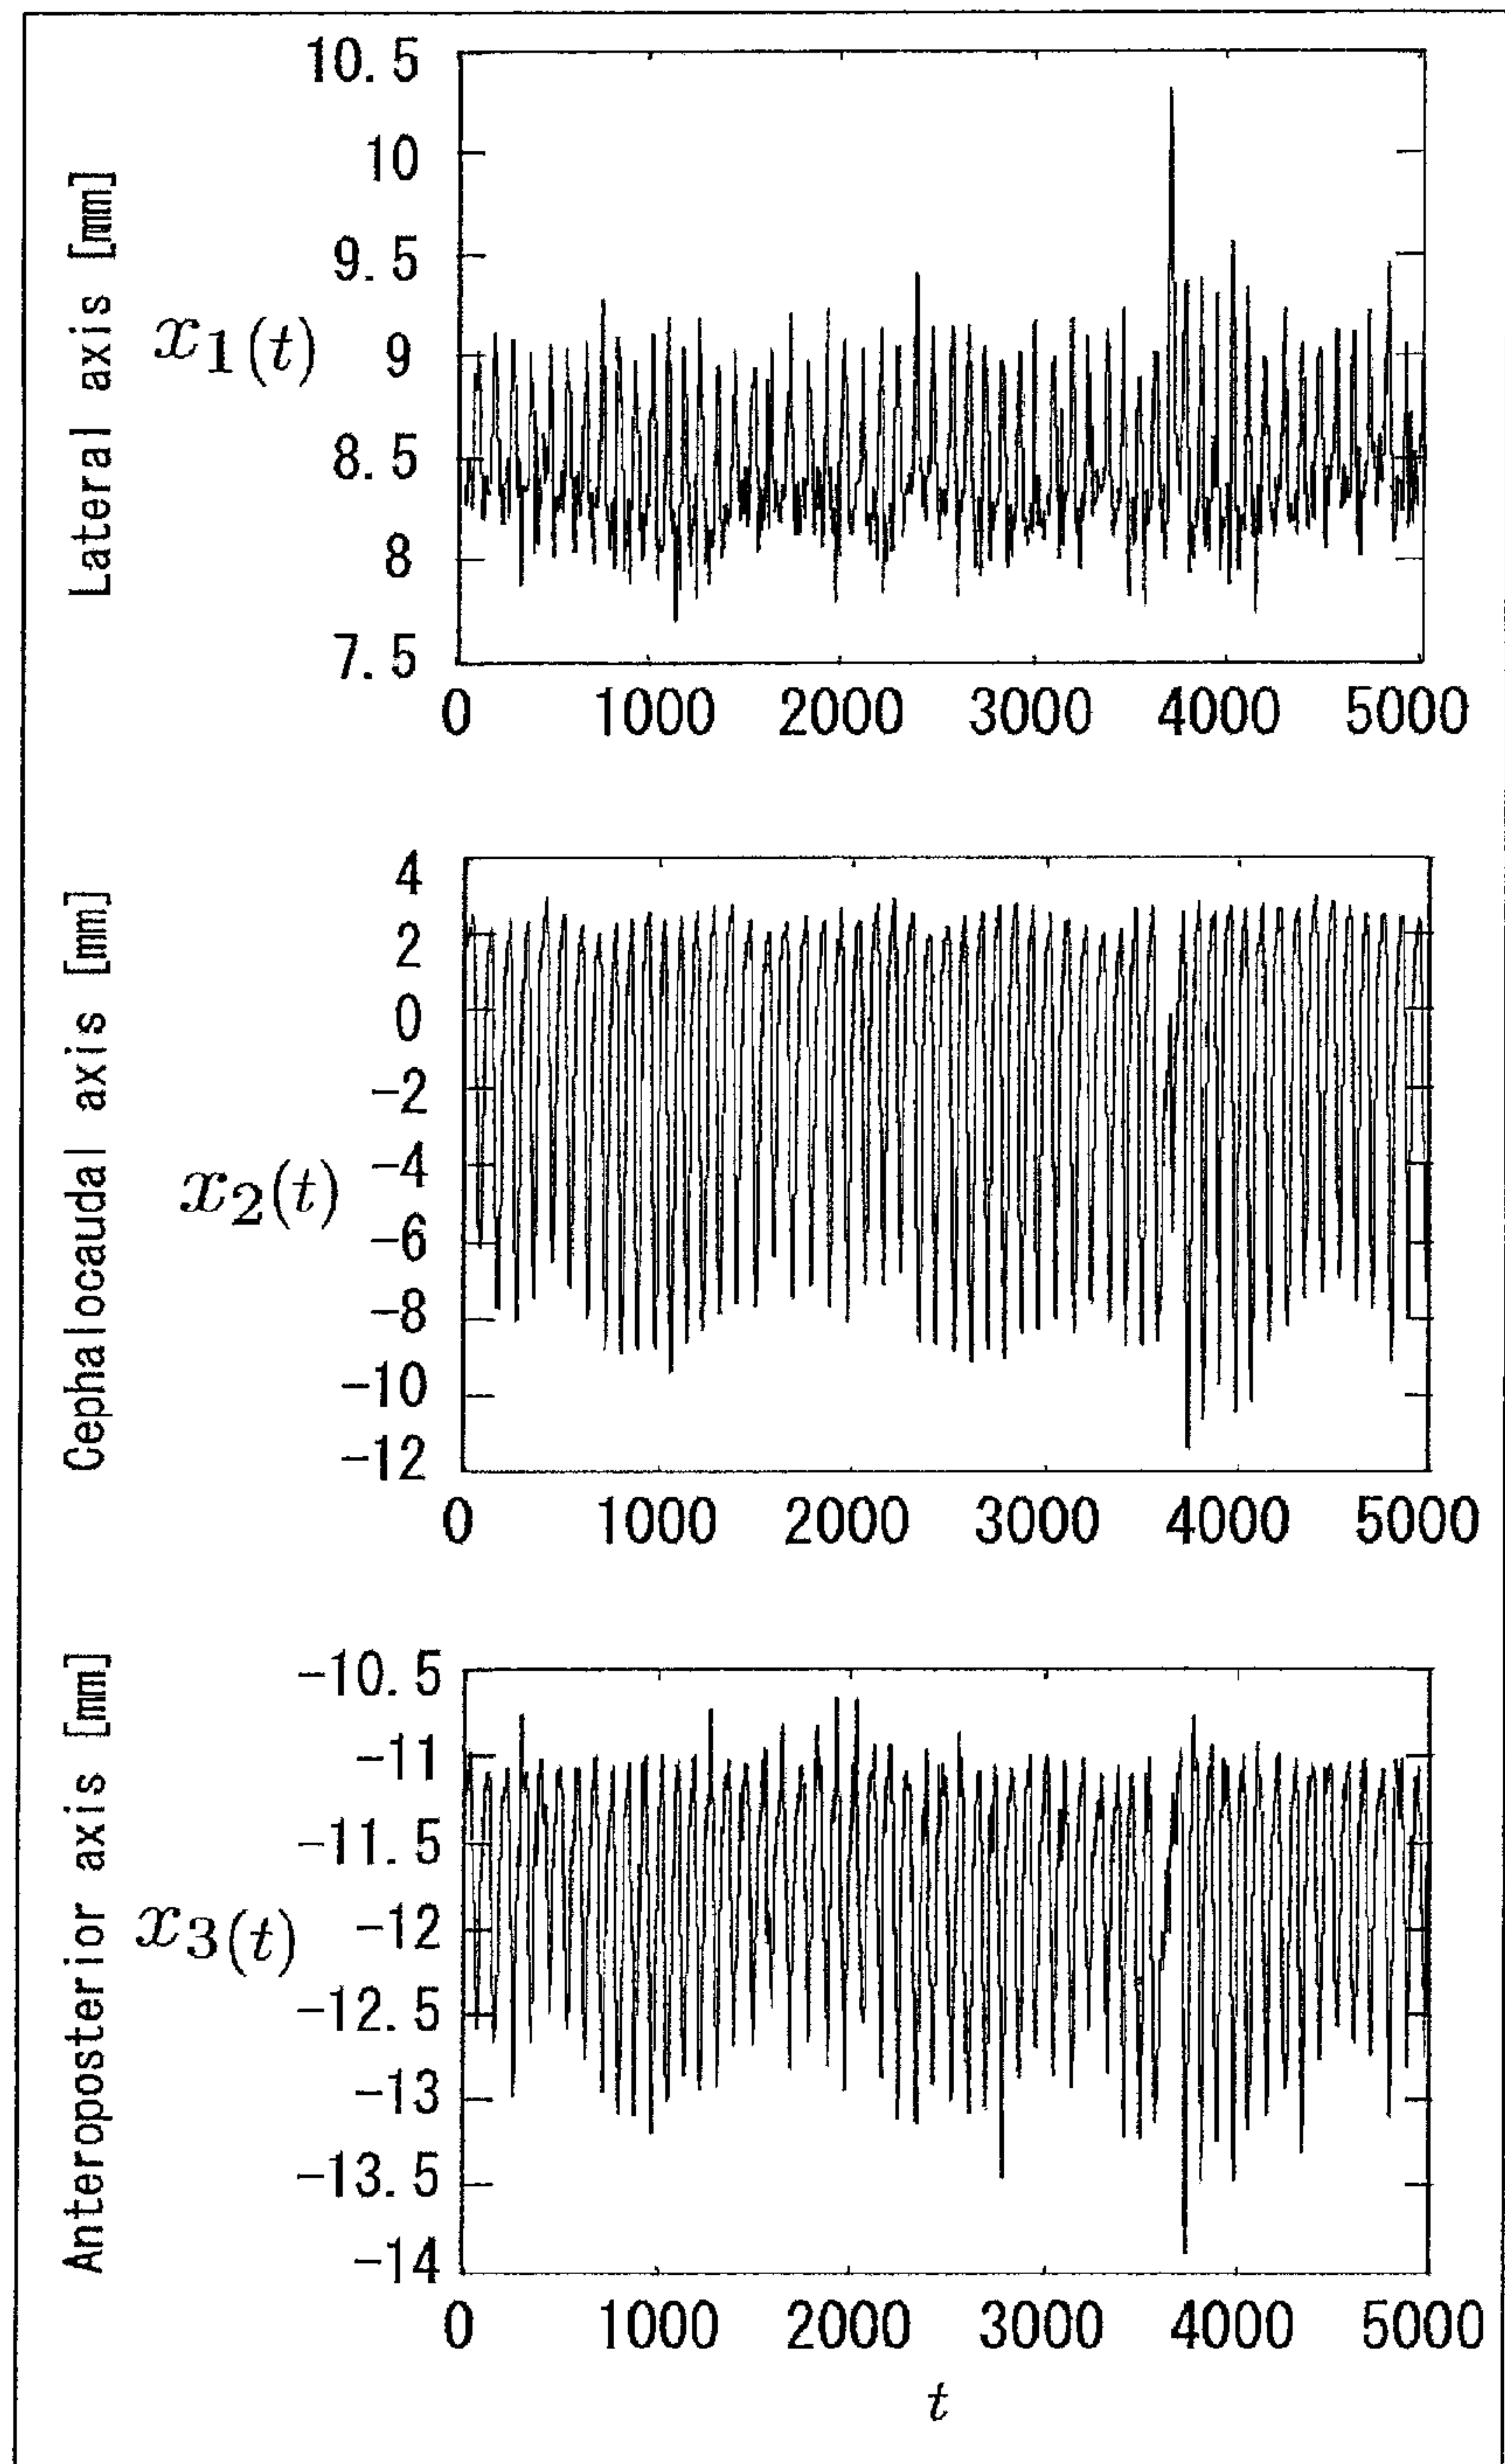 Lateral axis [mm]
x1(t)
10.5
10
9.5
9
8.5
8
7.5
0 1000 2000 3000 4000 5000
Cephalocaudal axis [mm]
x2(t)
4
2
0
-2
-4
-6
-8
-10
-12
0 1000 2000 3000 4000 5000
Anteroposterior axis [mm]
x3(t)
-10.5
-11
-11.5
-12
-12.5
-13
-13.5
-14
0 1000 2000 3000 4000 5000
t